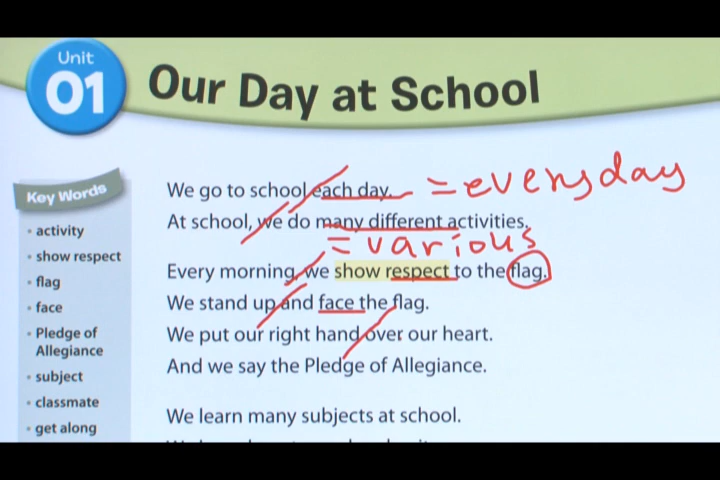 Unit
01
Our Day at School
Key Words
• activity
• show respect
• flag
• face
• Pledge of
Allegiance
• subject
• classmate
• get along
We go to school each day. = everyday
At school, we do many different activities.
= various
Every morning, we show respect to the flag.
We stand up and face the flag.
We put our right hand over our heart.
And we say the Pledge of Allegiance.
We learn many subjects at school.